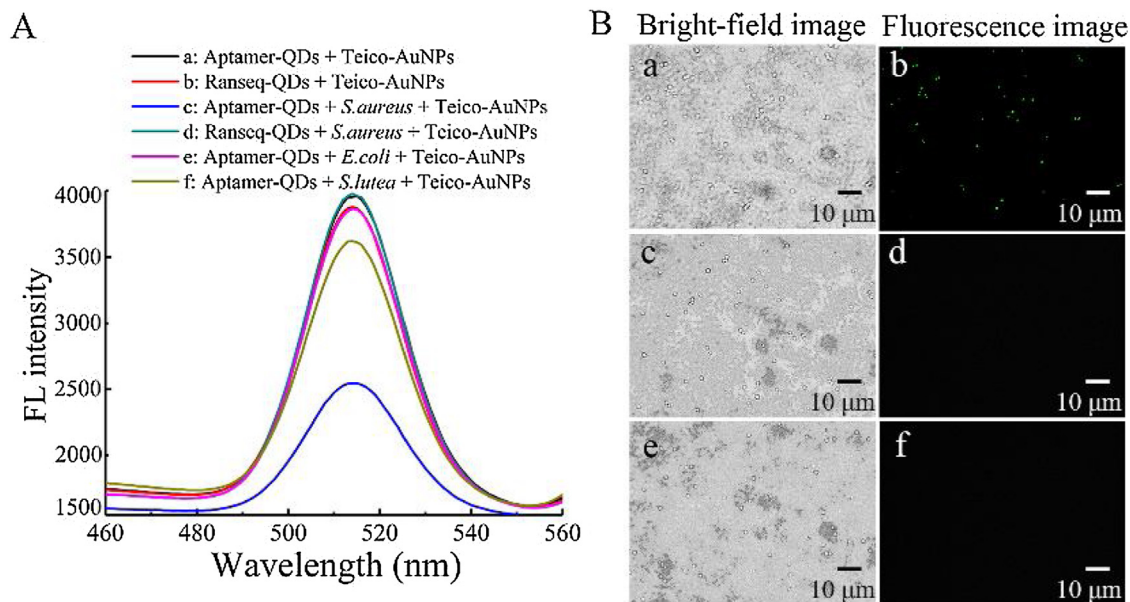 A
a: Aptamer-QDs + Teico-AuNPs
b: Ranseq-QDs + Teico-AuNPs
c: Aptamer-QDs + S.aureus + Teico-AuNPs
d: Ranseq-QDs + S.aureus + Teico-AuNPs
e: Aptamer-QDs + E.coli + Teico-AuNPs
f: Aptamer-QDs + S.lutea + Teico-AuNPs
4000
3500
3000
2500
2000
1500
FL intensity
460 480 500 520 540 560
Wavelength (nm)
B
Bright-field image Fluorescence image
a b
10 μm 10 μm
c d
10 μm 10 μm
e f
10 μm 10 μm